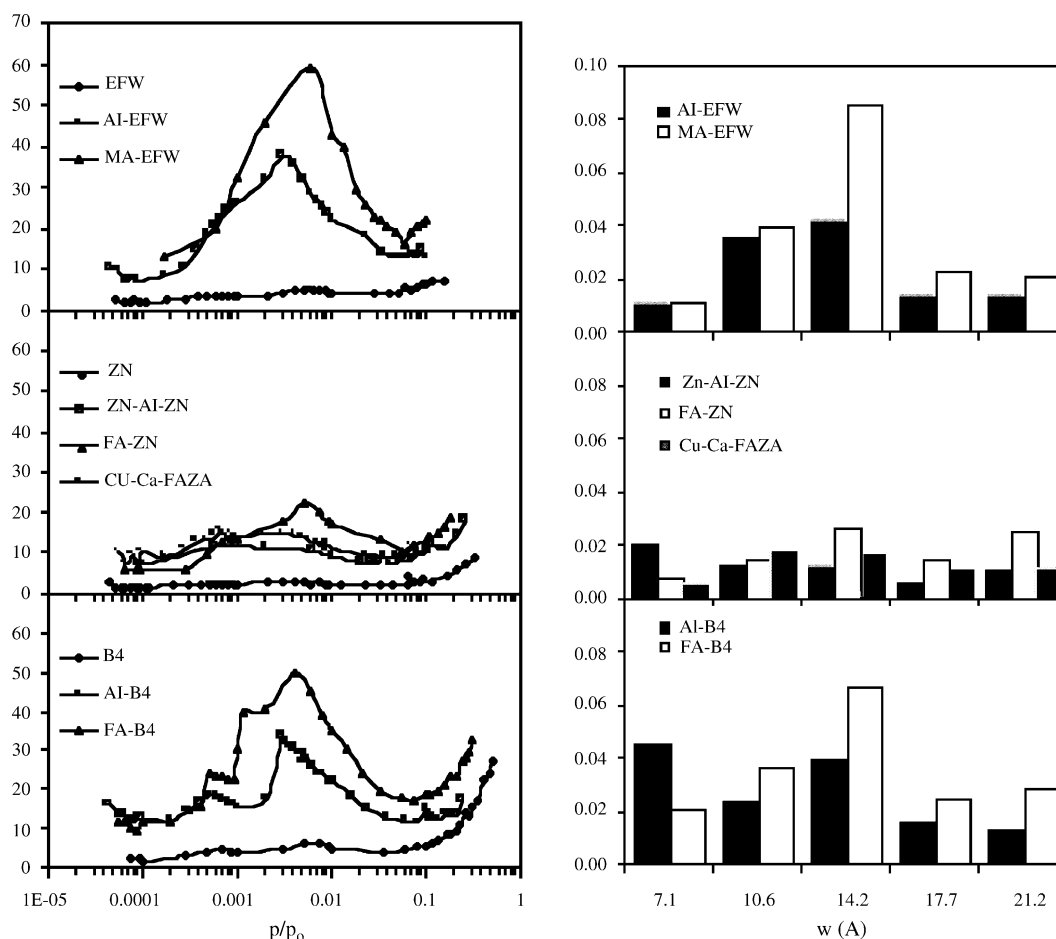 70
60
50
40
30
20
10
0
EFW
AI-EFW
MA-EFW
60
50
40
30
20
10
0
ZN
ZN-AI-ZN
FA-ZN
CU-Ca-FAZA
60
50
40
30
20
10
0
B4
AI-B4
FA-B4
1E-05
0.0001
0.001
0.01
0.1
1
p/po
0.10
0.08
0.06
0.04
0.02
0.00
AI-EFW
MA-EFW
0.08
0.06
0.04
0.02
0.00
Zn-AI-ZN
FA-ZN
Cu-Ca-FAZA
0.08
0.06
0.04
0.02
0.00
Al-B4
FA-B4
7.1
10.6
14.2
17.7
21.2
w (A)